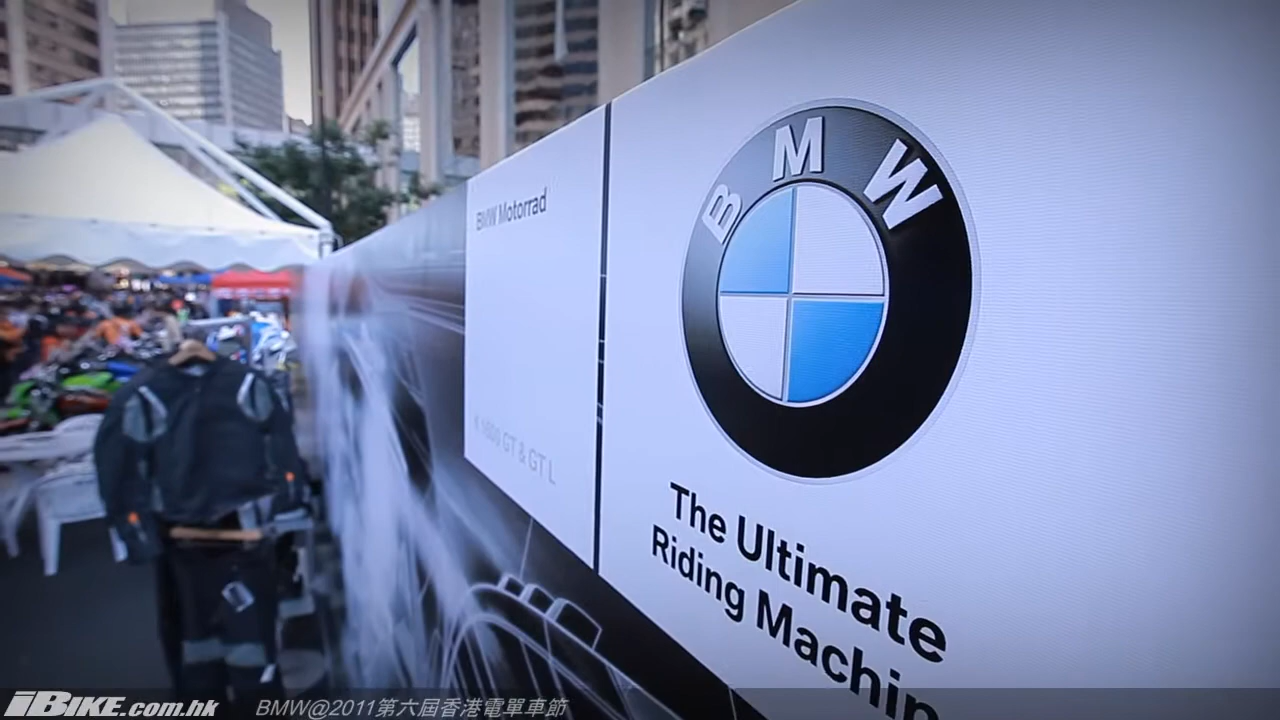 BMW
BMW Motorrad
K 1600 GT & GT L
The Ultimate
Riding Machin
iBIKE.com.hk
BMW@2011第六屆香港電單車節